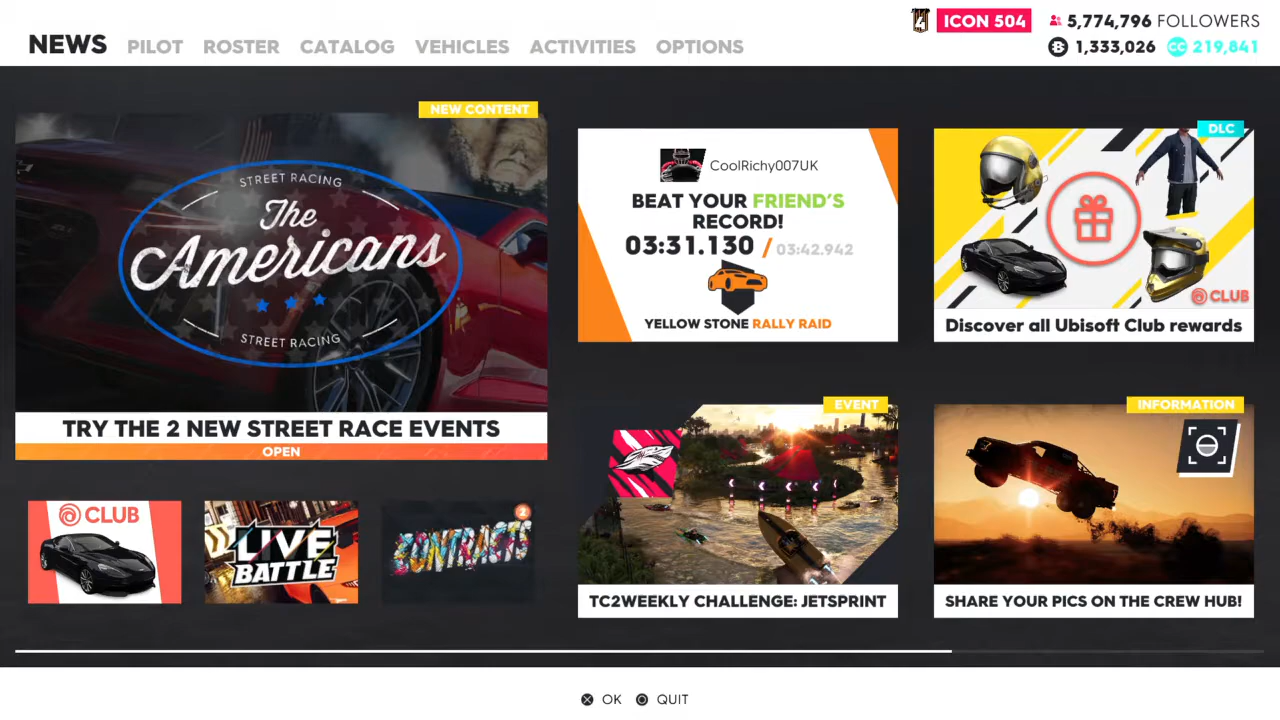 NEWS PILOT ROSTER CATALOG VEHICLES ACTIVITIES OPTIONS
4 ICON 504 5,774,796 FOLLOWERS
1,333,026 CC 219,841
NEW CONTENT
STREET RACING
The
Americans
STREET RACING
TRY THE 2 NEW STREET RACE EVENTS
OPEN
CoolRichy007UK
BEAT YOUR FRIEND'S
RECORD!
03:31.130 / 03:42.942
YELLOW STONE RALLY RAID
DLC
CLUB
Discover all Ubisoft Club rewards
CLUB
LIVE
BATTLE
CONTRACTS
2
EVENT
TC2WEEKLY CHALLENGE: JETSPRINT
INFORMATION
SHARE YOUR PICS ON THE CREW HUB!
OK QUIT